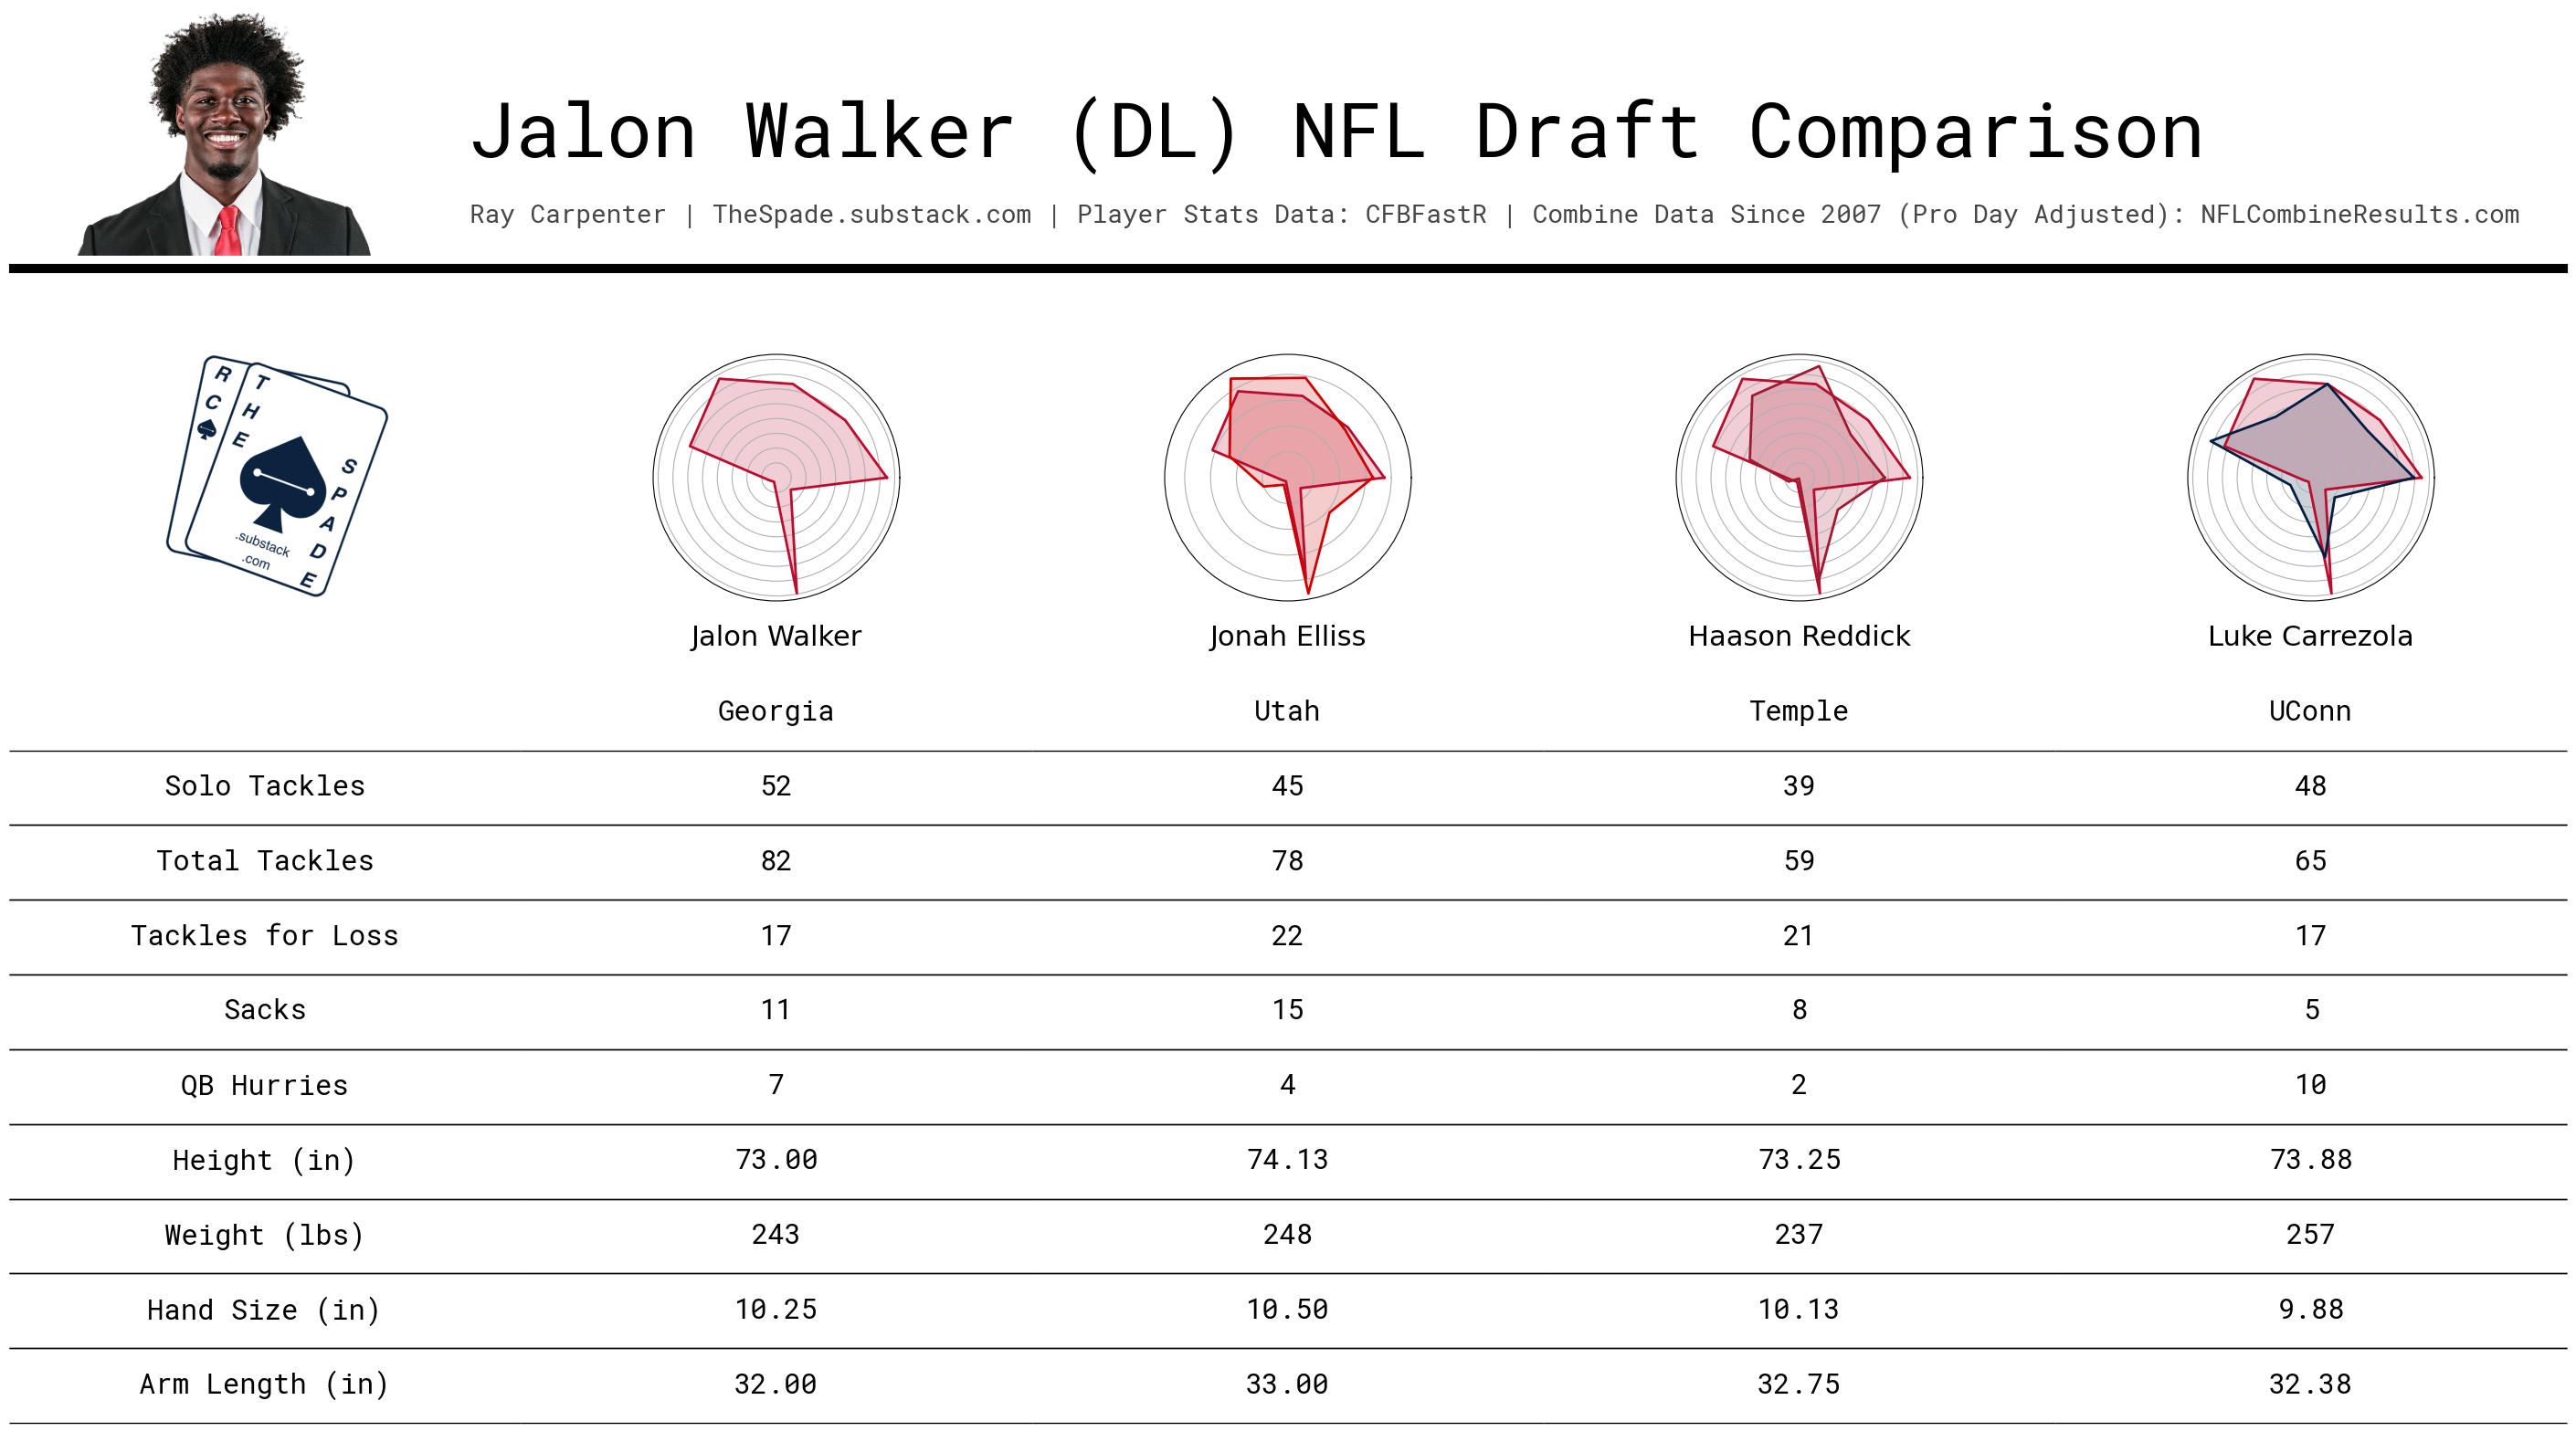 Jalon Walker (DL) NFL Draft Comparison
Ray Carpenter | TheSpade.substack.com | Player Stats Data: CFBFastR | Combine Data Since 2007 (Pro Day Adjusted): NFLCombineResults.com
RC
THE
SPADE
.substack
.com
Jalon Walker Jonah Elliss Haason Reddick Luke Carrezola
Georgia Utah Temple UConn
Solo Tackles 52 45 39 48
Total Tackles 82 78 59 65
Tackles for Loss 17 22 21 17
Sacks 11 15 8 5
QB Hurries 7 4 2 10
Height (in) 73.00 74.13 73.25 73.88
Weight (lbs) 243 248 237 257
Hand Size (in) 10.25 10.50 10.13 9.88
Arm Length (in) 32.00 33.00 32.75 32.38